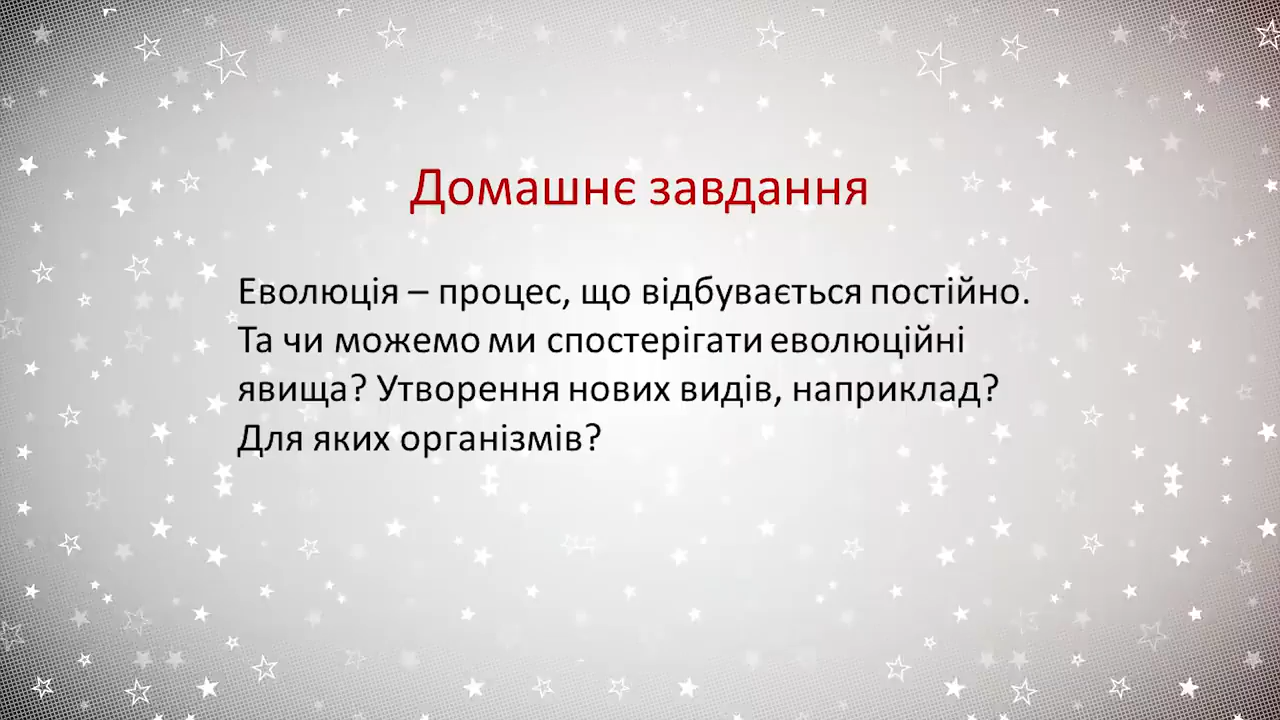 Домашнє завдання
Еволюція – процес, що відбувається постійно.
Та чи можемо ми спостерігати еволюційні
явища? Утворення нових видів, наприклад?
Для яких організмів?